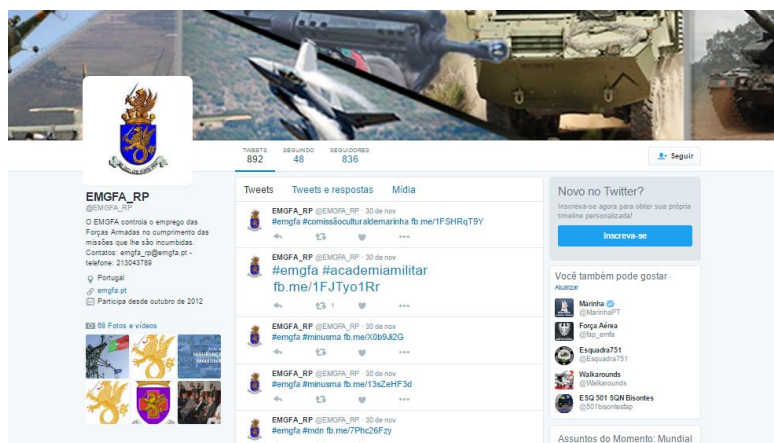 TWEETS SEGUINDO SEGUIDORES
892 48 836
Seguir
EMGFA_RP
@EMGFA_RP
O EMGFA controla o emprego das
Forças Armadas no cumprimento das
missões que lhe são incumbidas.
Contatos: emgfa_rp@emgfa.pt -
telefone: 213043789
Portugal
emgfa.pt
Participa desde outubro de 2012
68 Fotos e vídeos
Tweets Tweets e respostas Mídia
EMGFA_RP @EMGFA_RP · 30 de nov
#emgfa #comissãoculturaldemarinha fb.me/1FSHRqT9Y
EMGFA_RP @EMGFA_RP · 30 de nov
#emgfa #academiamilitar
fb.me/1FJTyo1Rr
1
EMGFA_RP @EMGFA_RP · 30 de nov
#emgfa #minusma fb.me/X0b9Ji2G
EMGFA_RP @EMGFA_RP · 30 de nov
#emgfa #minusma fb.me/13sZeHF3d
EMGFA_RP @EMGFA_RP · 30 de nov
#emgfa #mdn fb.me/7Phc26Fzy
Novo no Twitter?
Inscreva-se agora para obter sua própria
timeline personalizada!
Inscreva-se
Você também pode gostar ·
Atualizar
Marinha
@MarinhaPT
Força Aérea
@fap_emfa
Esquadra751
@Esquadra751
Walkarounds
@Walkarounds
ESQ 501 SQN Bisontes
@501bisontesfap
Assuntos do Momento: Mundial